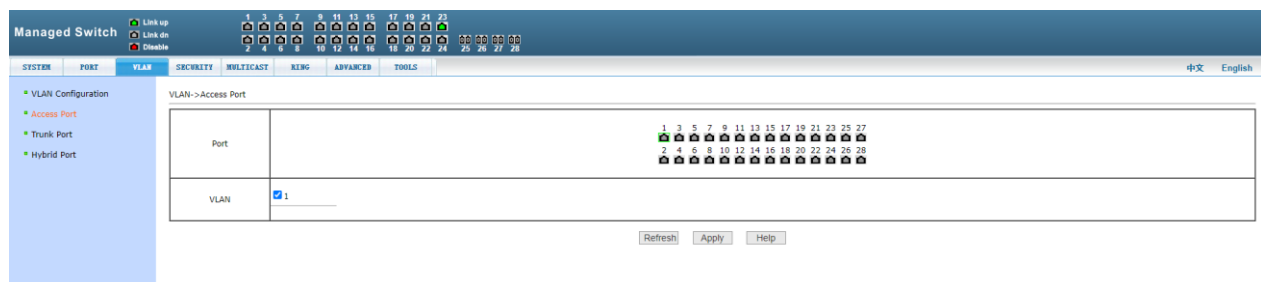 Managed Switch
Link up
Link dn
Disable
1 3 5 7 9 11 13 15 17 19 21 23
2 4 6 8 10 12 14 16 18 20 22 24 25 26 27 28
SYSTEM PORT VLAN SECURITY MULTICAST RING ADVANCED TOOLS 中文 English
VLAN Configuration
Access Port
Trunk Port
Hybrid Port
VLAN->Access Port
Port
1 3 5 7 9 11 13 15 17 19 21 23 25 27
2 4 6 8 10 12 14 16 18 20 22 24 26 28
VLAN
1
Refresh Apply Help